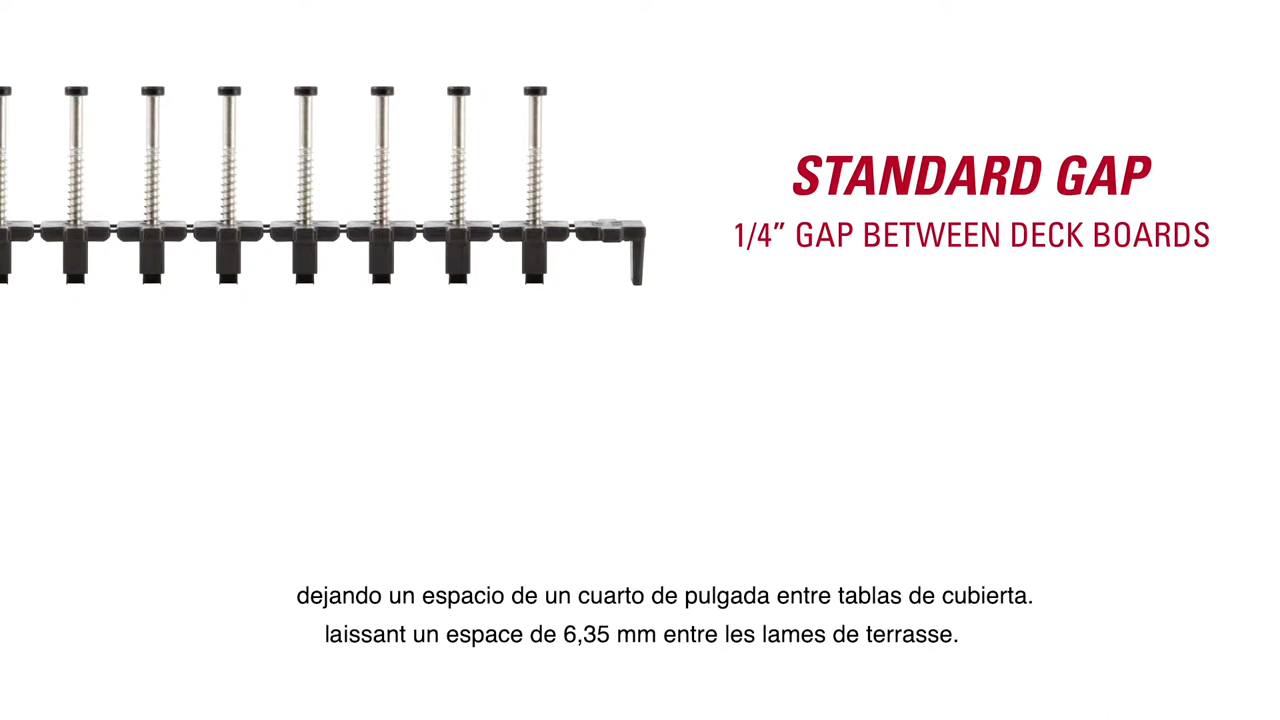 STANDARD GAP
1/4” GAP BETWEEN DECK BOARDS
dejando un espacio de un cuarto de pulgada entre tablas de cubierta.
laissant un espace de 6,35 mm entre les lames de terrasse.